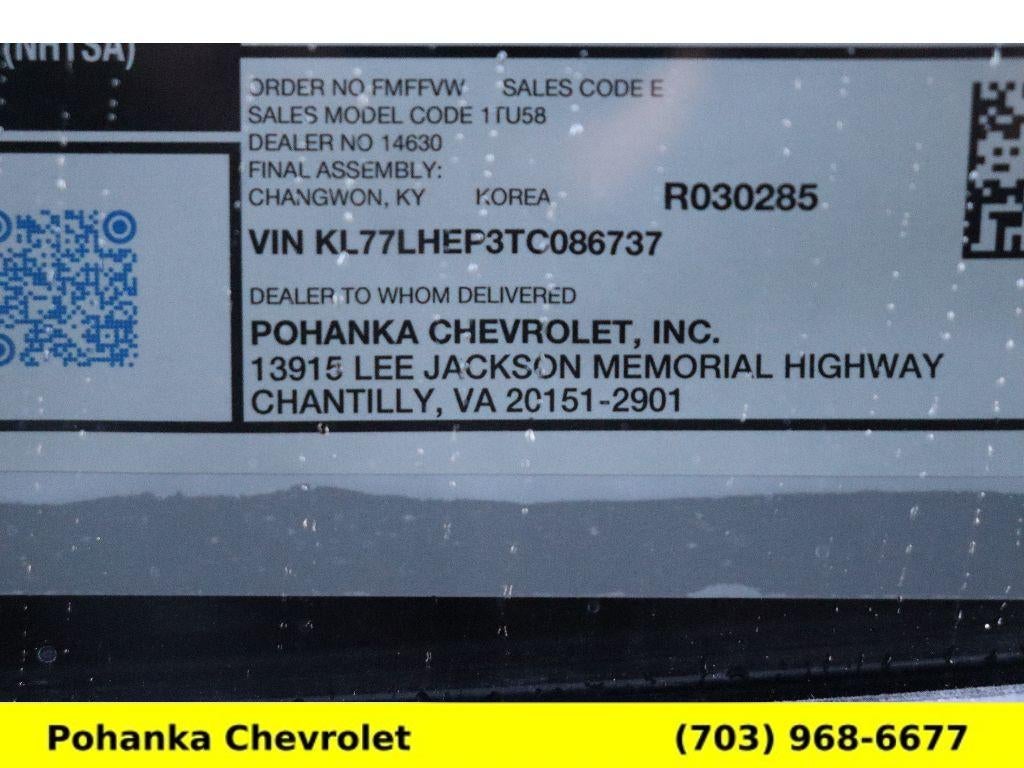 (NHTSA)
ORDER NO FMFFVW SALES CODE E
SALES MODEL CODE 1TU58
DEALER NO 14630
FINAL ASSEMBLY:
CHANGWON, KY KOREA R030285
VIN KL77LHEP3TC086737
DEALER TO WHOM DELIVERED
POHANKA CHEVROLET, INC.
13915 LEE JACKSON MEMORIAL HIGHWAY
CHANTILLY, VA 20151-2901
Pohanka Chevrolet (703) 968-6677